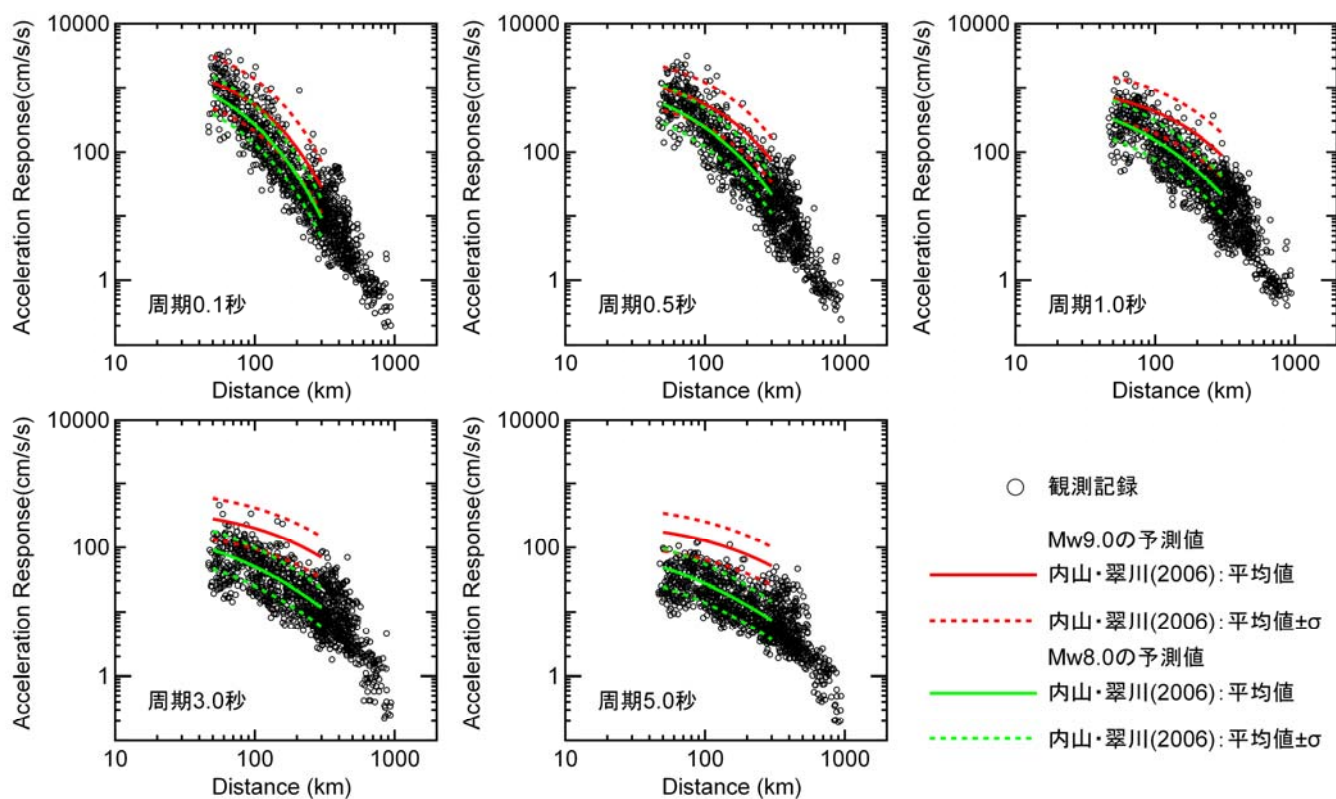 Acceleration Response(cm/s/s)
10000
100
1
周期0.1秒
10
100
1000
Distance (km)
Acceleration Response(cm/s/s)
10000
100
1
周期0.5秒
10
100
1000
Distance (km)
Acceleration Response(cm/s/s)
10000
100
1
周期1.0秒
10
100
1000
Distance (km)
Acceleration Response(cm/s/s)
10000
100
1
周期3.0秒
10
100
1000
Distance (km)
Acceleration Response(cm/s/s)
10000
100
1
周期5.0秒
10
100
1000
Distance (km)
観測記録
Mw9.0の予測値
内山・翠川(2006):平均値
内山・翠川(2006):平均値±σ
Mw8.0の予測値
内山・翠川(2006):平均値
内山・翠川(2006):平均値±σ